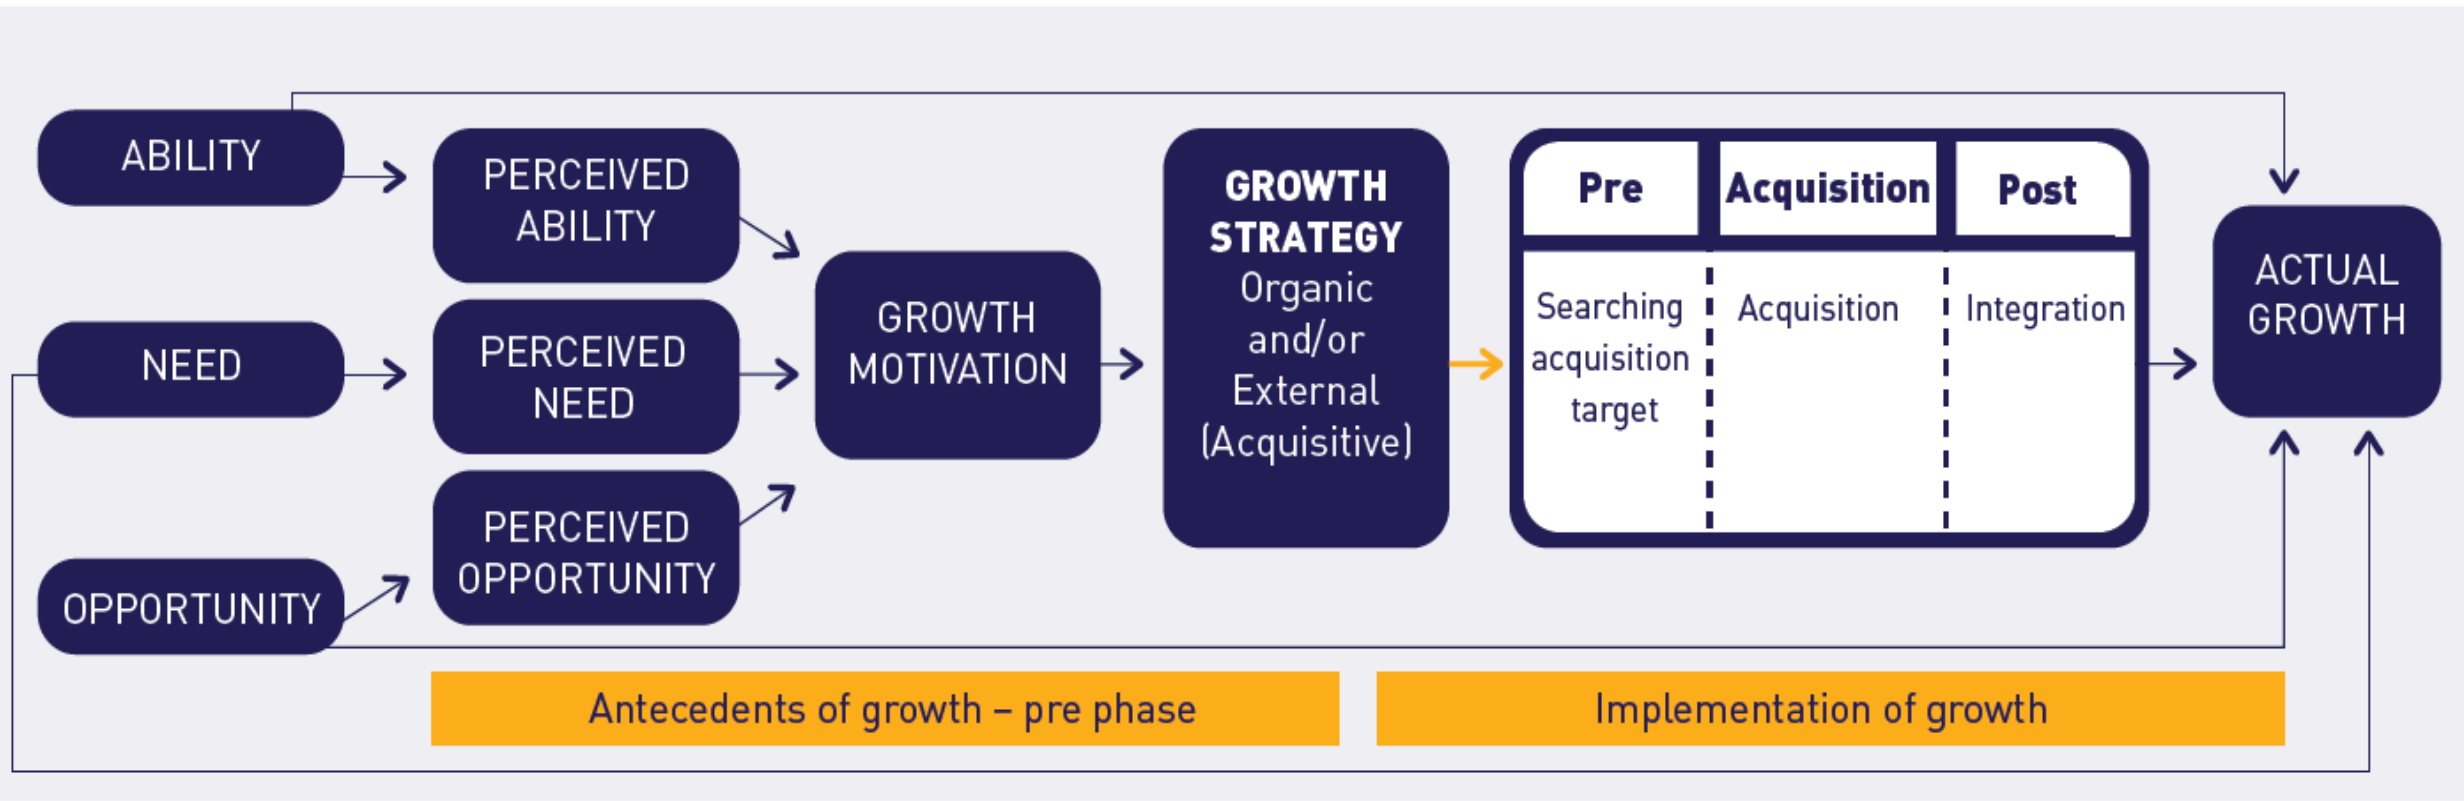 ABILITY
NEED
OPPORTUNITY
PERCEIVED
ABILITY
PERCEIVED
NEED
PERCEIVED
OPPORTUNITY
GROWTH
MOTIVATION
GROWTH
STRATEGY
Organic
and/or
External
(Acquisitive)
Pre
Acquisition
Post
Searching
acquisition
target
Acquisition
Integration
ACTUAL
GROWTH
Antecedents of growth – pre phase
Implementation of growth